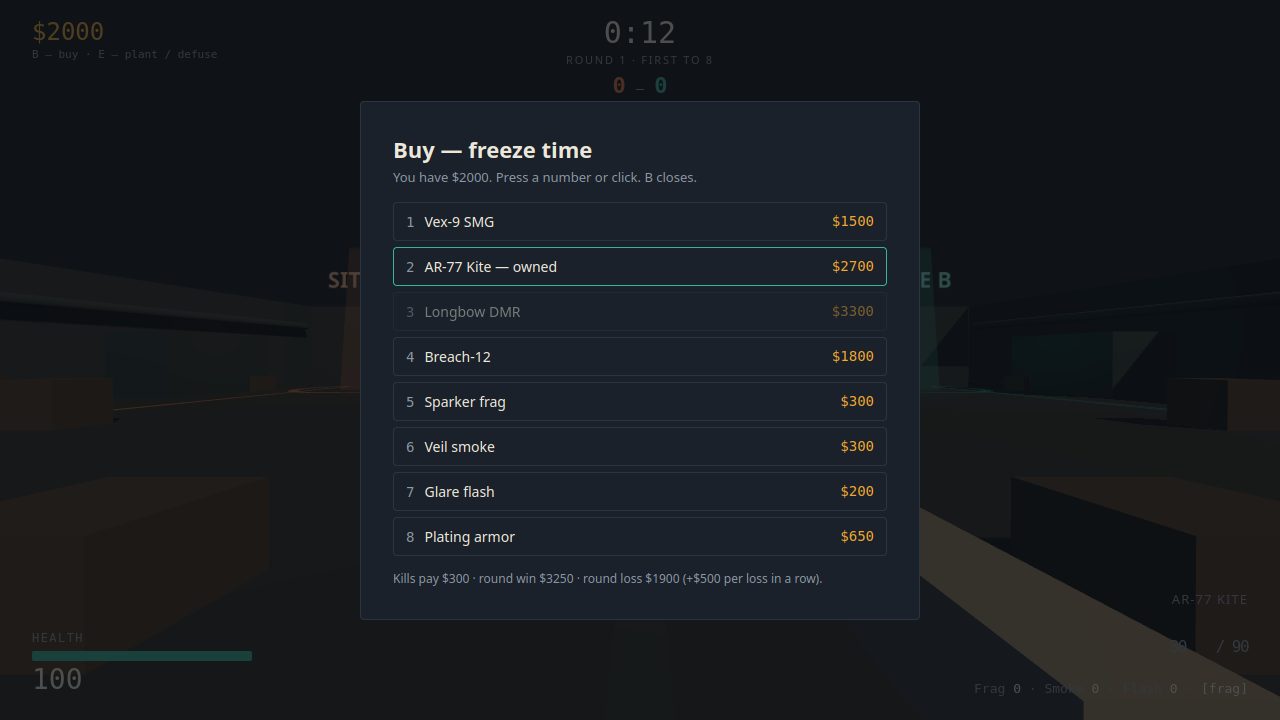 $2000
B — buy · E — plant / defuse
0:12
ROUND 1 · FIRST TO 8
0 — 0
Buy — freeze time
You have $2000. Press a number or click. B closes.
1 Vex-9 SMG $1500
2 AR-77 Kite — owned $2700
3 Longbow DMR $3300
4 Breach-12 $1800
5 Sparker frag $300
6 Veil smoke $300
7 Glare flash $200
8 Plating armor $650
Kills pay $300 · round win $3250 · round loss $1900 (+$500 per loss in a row).
SIT
E B
AR-77 KITE
30 / 90
HEALTH
100
Frag 0 · Smoke 0 · Flash 0 [frag]